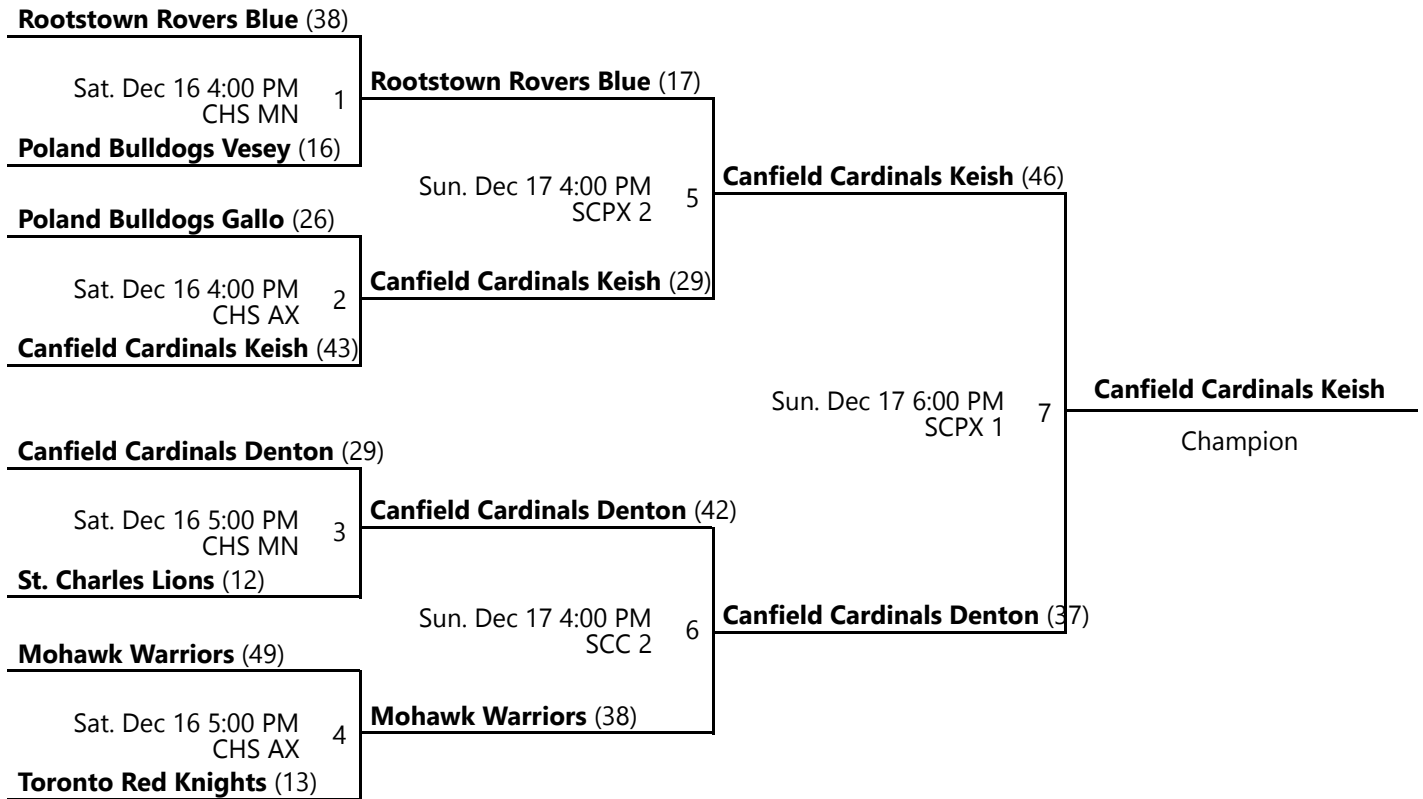 Rootstown Rovers Blue (38)
Sat. Dec 16 4:00 PM
CHS MN
1
Poland Bulldogs Vesey (16)
Poland Bulldogs Gallo (26)
Sat. Dec 16 4:00 PM
CHS AX
2
Canfield Cardinals Keish (43)
Canfield Cardinals Denton (29)
Sat. Dec 16 5:00 PM
CHS MN
3
St. Charles Lions (12)
Mohawk Warriors (49)
Sat. Dec 16 5:00 PM
CHS AX
4
Toronto Red Knights (13)
Rootstown Rovers Blue (17)
Sun. Dec 17 4:00 PM
SCPX 2
5
Canfield Cardinals Keish (29)
Canfield Cardinals Denton (42)
Sun. Dec 17 4:00 PM
SCC 2
6
Mohawk Warriors (38)
Canfield Cardinals Keish (46)
Sun. Dec 17 6:00 PM
SCPX 1
7
Canfield Cardinals Denton (37)
Canfield Cardinals Keish
Champion